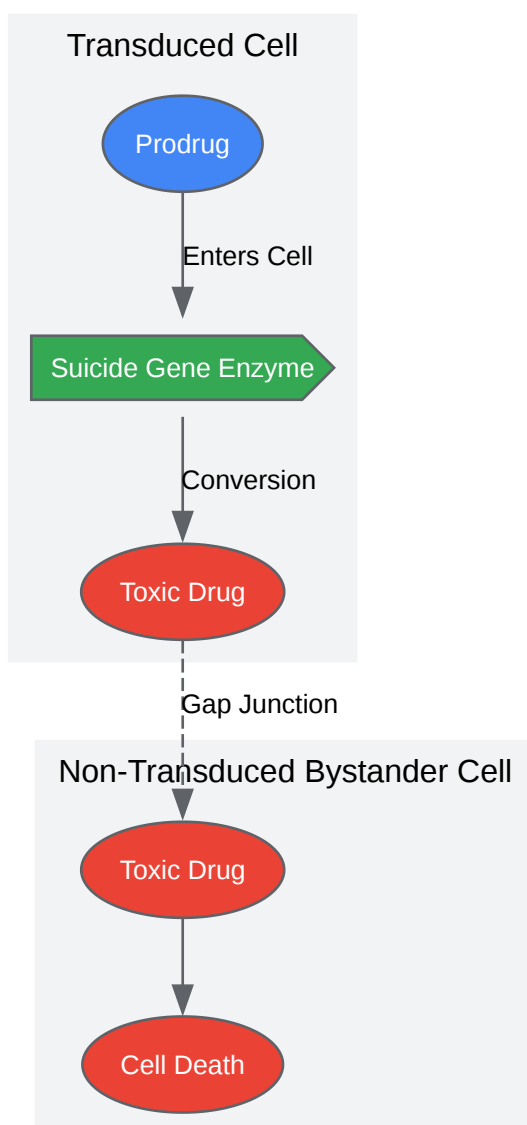 Transduced Cell
Prodrug
Enters Cell
Suicide Gene Enzyme
Conversion
Toxic Drug
Gap Junction
Non-Transduced Bystander Cell
Toxic Drug
Cell Death